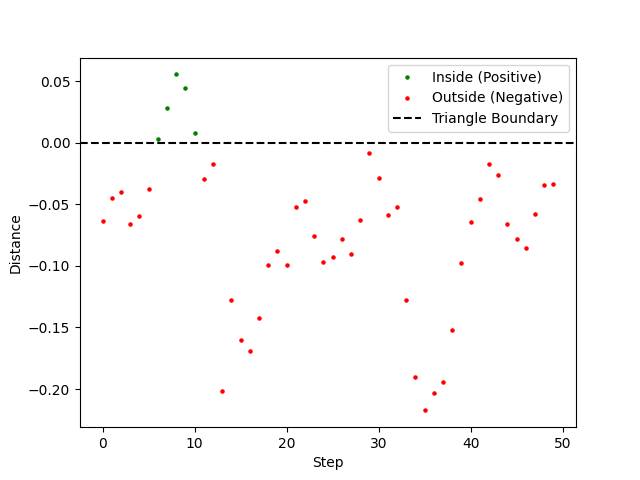 0.05
0.00
−0.05
−0.10
−0.15
−0.20
Distance
0 10 20 30 40 50
Step
Inside (Positive)
Outside (Negative)
Triangle Boundary